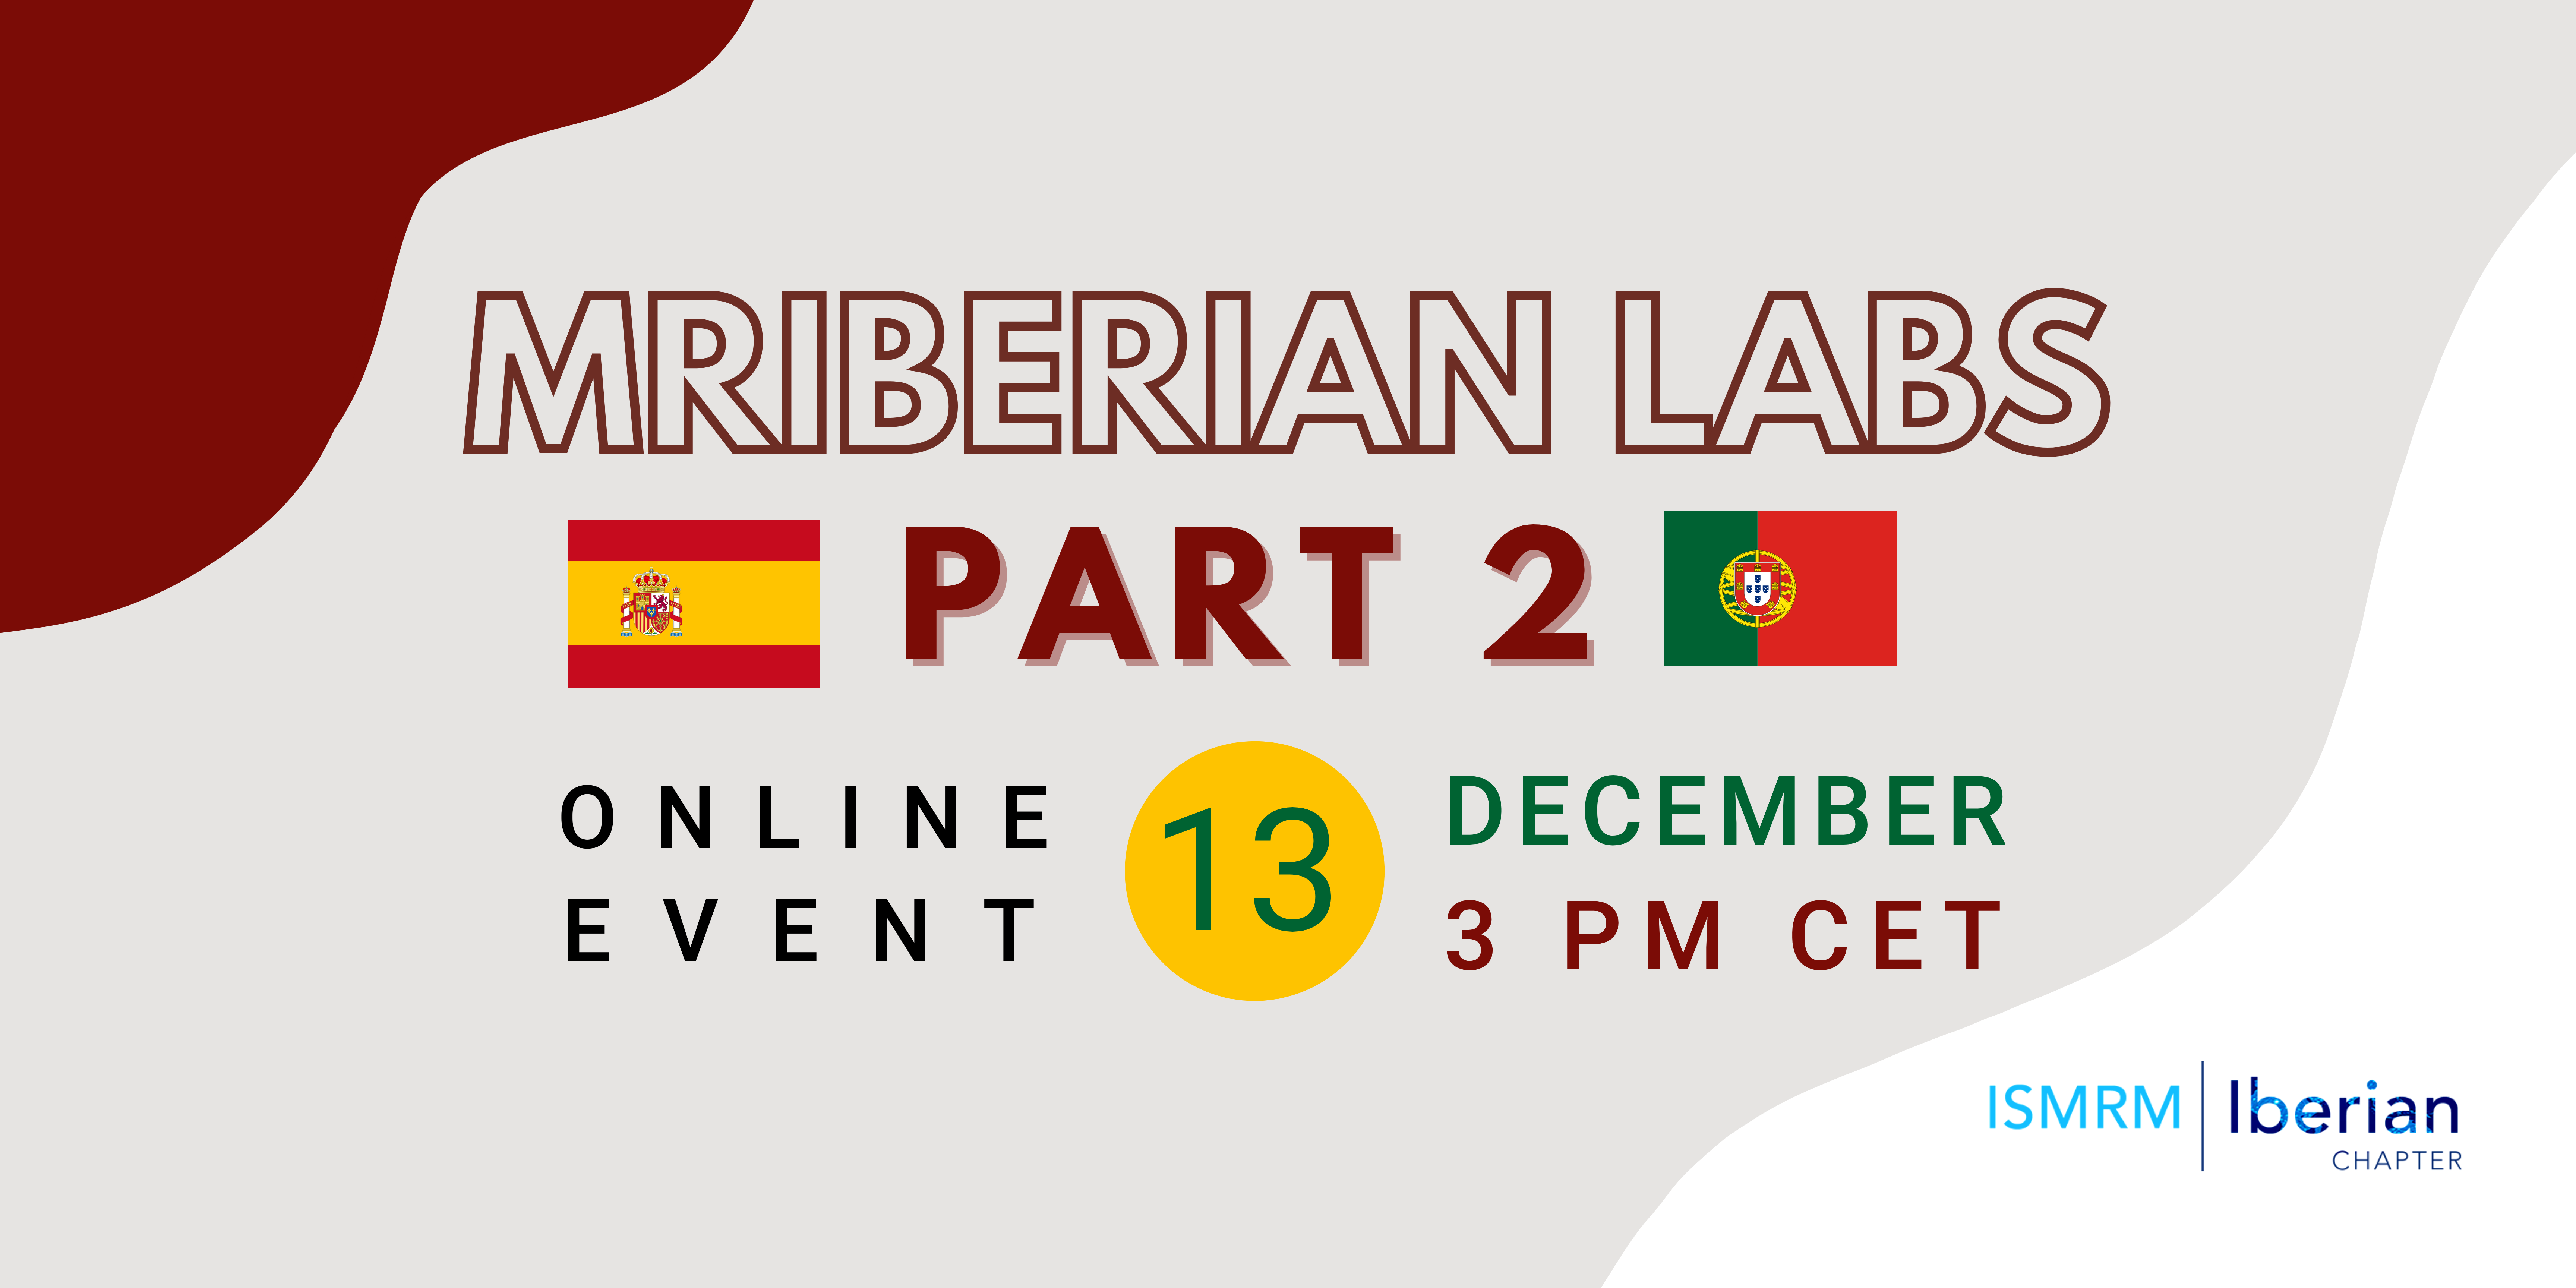 MRIBERIAN LABS
PART 2
ONLINE
EVENT
13
DECEMBER
3 PM CET
ISMRM
Iberian
CHAPTER